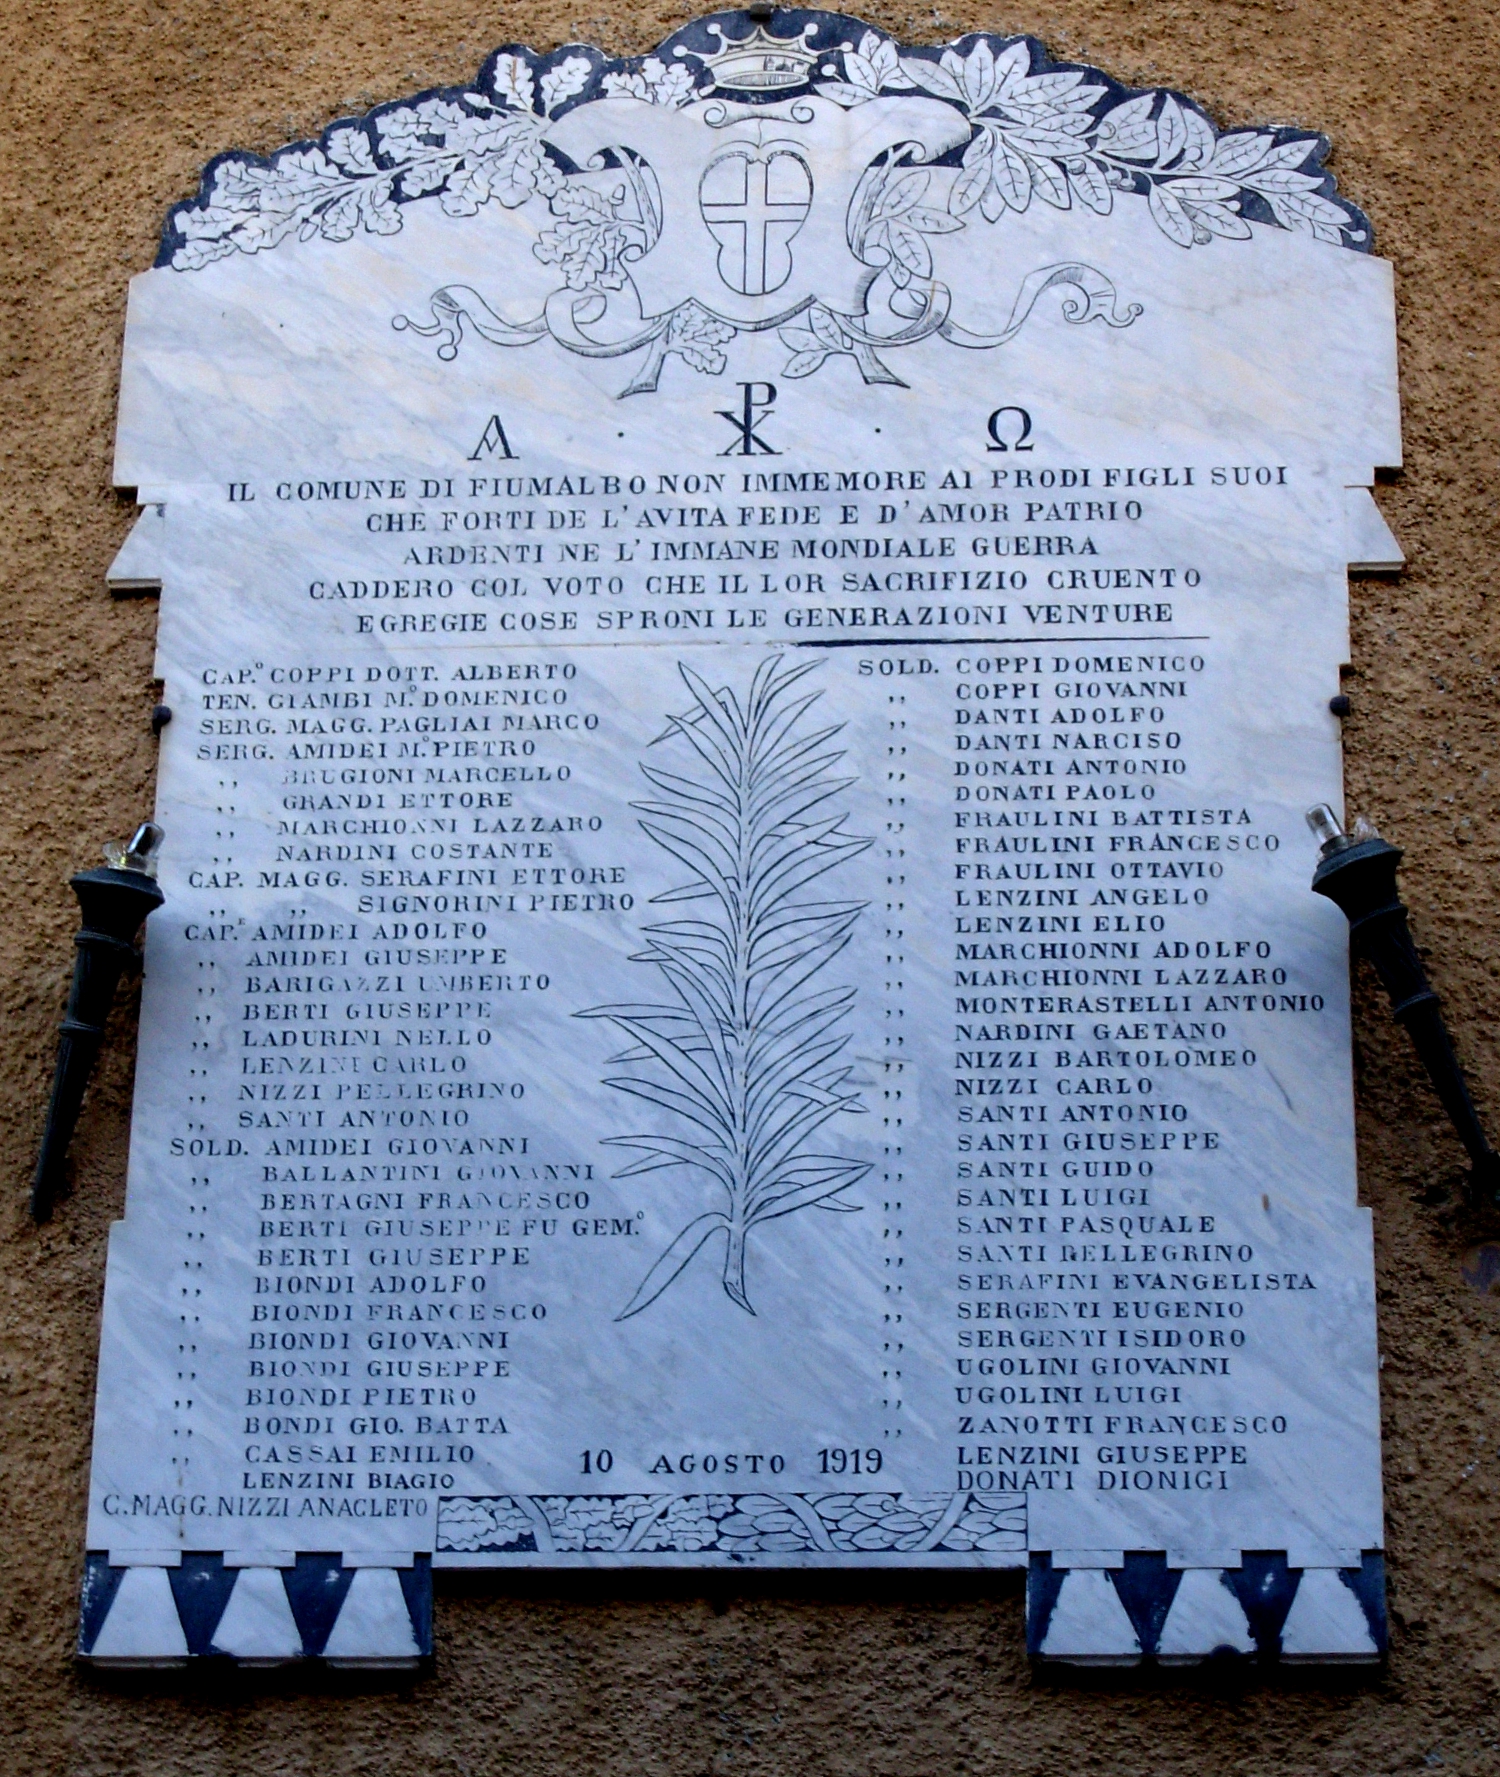 Α · ☧ · Ω
IL COMUNE DI FIUMALBO NON IMMEMORE AI PRODI FIGLI SUOI
CHE FORTI DE L'AVITA FEDE E D'AMOR PATRIO
ARDENTI NE L'IMMANE MONDIALE GUERRA
CADDERO COL VOTO CHE IL LOR SACRIFIZIO CRUENTO
EGREGIE COSE SPRONI LE GENERAZIONI VENTURE
CAP.º COPPI DOTT. ALBERTO
TEN. GIAMBI M.º DOMENICO
SERG. MAGG. PAGLIAI MARCO
SERG. AMIDEI M.º PIETRO
,, BRUGIONI MARCELLO
,, GRANDI ETTORE
,, MARCHIONNI LAZZARO
,, NARDINI COSTANTE
CAP. MAGG. SERAFINI ETTORE
,, ,, SIGNORINI PIETRO
CAP.E AMIDEI ADOLFO
,, AMIDEI GIUSEPPE
,, BARIGAZZI UMBERTO
,, BERTI GIUSEPPE
,, LADURINI NELLO
,, LENZINI CARLO
,, NIZZI PELLEGRINO
,, SANTI ANTONIO
SOLD. AMIDEI GIOVANNI
,, BALLANTINI GIOVANNI
,, BERTAGNI FRANCESCO
,, BERTI GIUSEPPE FU GEM.º
,, BERTI GIUSEPPE
,, BIONDI ADOLFO
,, BIONDI FRANCESCO
,, BIONDI GIOVANNI
,, BIONDI GIUSEPPE
,, BIONDI PIETRO
,, BONDI GIO. BATTA
,, CASSAI EMILIO
LENZINI BIAGIO
C. MAGG. NIZZI ANACLETO
SOLD. COPPI DOMENICO
,, COPPI GIOVANNI
,, DANTI ADOLFO
,, DANTI NARCISO
,, DONATI ANTONIO
,, DONATI PAOLO
,, FRAULINI BATTISTA
,, FRAULINI FRANCESCO
,, FRAULINI OTTAVIO
,, LENZINI ANGELO
,, LENZINI ELIO
,, MARCHIONNI ADOLFO
,, MARCHIONNI LAZZARO
,, MONTERASTELLI ANTONIO
,, NARDINI GAETANO
,, NIZZI BARTOLOMEO
,, NIZZI CARLO
,, SANTI ANTONIO
,, SANTI GIUSEPPE
,, SANTI GUIDO
,, SANTI LUIGI
,, SANTI PASQUALE
,, SANTI PELLEGRINO
,, SERAFINI EVANGELISTA
,, SERGENTI EUGENIO
,, SERGENTI ISIDORO
,, UGOLINI GIOVANNI
,, UGOLINI LUIGI
,, ZANOTTI FRANCESCO
LENZINI GIUSEPPE
DONATI DIONIGI
10 AGOSTO 1919